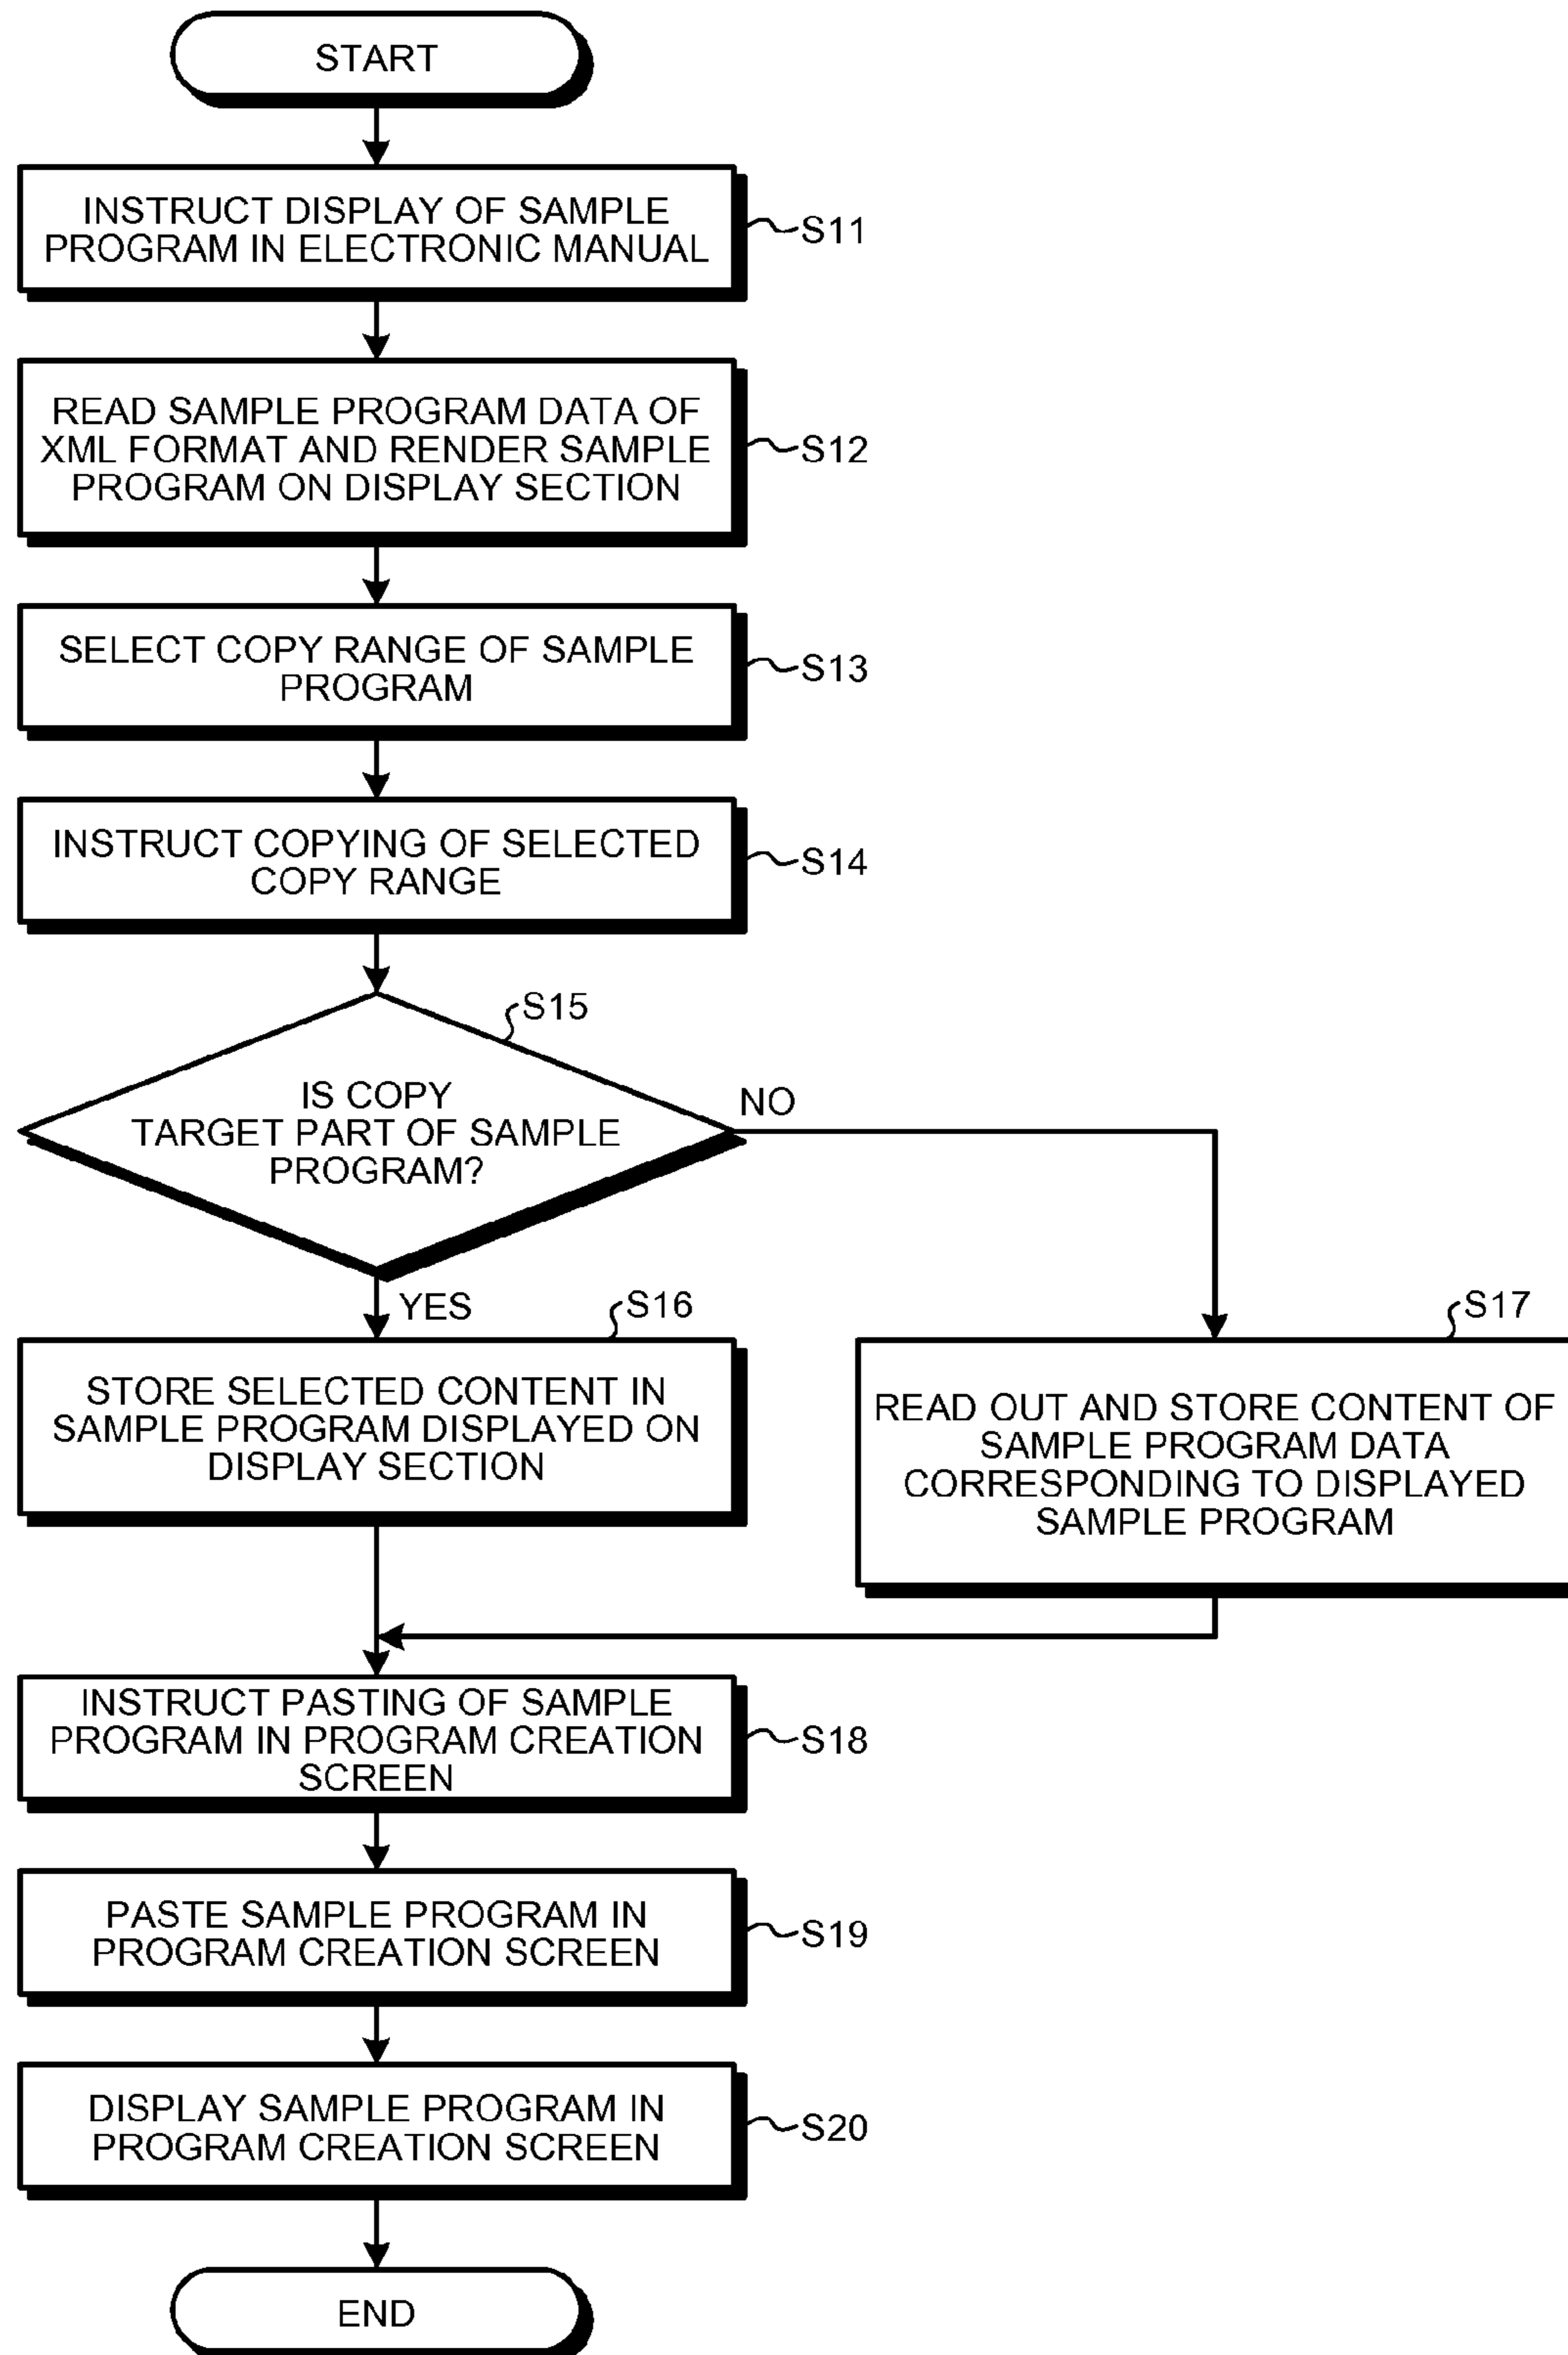 START
INSTRUCT DISPLAY OF SAMPLE
PROGRAM IN ELECTRONIC MANUAL
S11
READ SAMPLE PROGRAM DATA OF
XML FORMAT AND RENDER SAMPLE
PROGRAM ON DISPLAY SECTION
S12
SELECT COPY RANGE OF SAMPLE
PROGRAM
S13
INSTRUCT COPYING OF SELECTED
COPY RANGE
S14
S15
IS COPY
TARGET PART OF SAMPLE
PROGRAM?
NO
YES
S16
STORE SELECTED CONTENT IN
SAMPLE PROGRAM DISPLAYED ON
DISPLAY SECTION
S17
READ OUT AND STORE CONTENT OF
SAMPLE PROGRAM DATA
CORRESPONDING TO DISPLAYED
SAMPLE PROGRAM
INSTRUCT PASTING OF SAMPLE
PROGRAM IN PROGRAM CREATION
SCREEN
S18
PASTE SAMPLE PROGRAM IN
PROGRAM CREATION SCREEN
S19
DISPLAY SAMPLE PROGRAM IN
PROGRAM CREATION SCREEN
S20
END